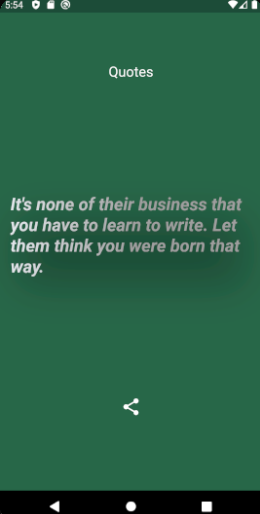 5:54
Quotes
It's none of their business that
you have to learn to write. Let
them think you were born that
way.